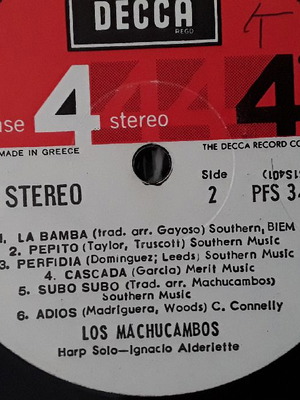 DECCA
REGD
4 stereo 4
MADE IN GREECE THE DECCA RECORD CO
STEREO Side 2 PFS
1. LA BAMBA (trad. arr. Gayoso) Southern, BIEM
2. PEPITO (Taylor, Truscott) Southern Music
3. PERFIDIA (Dominguez; Leeds) Southern Music
4. CASCADA (Garcia) Merit Music
5. SUBO SUBO (Trad. arr. Machucambos)
Southern Music
6. ADIOS (Madriguera, Woods) C. Connelly
LOS MACHUCAMBOS
Harp Solo—Ignacio Alderiette